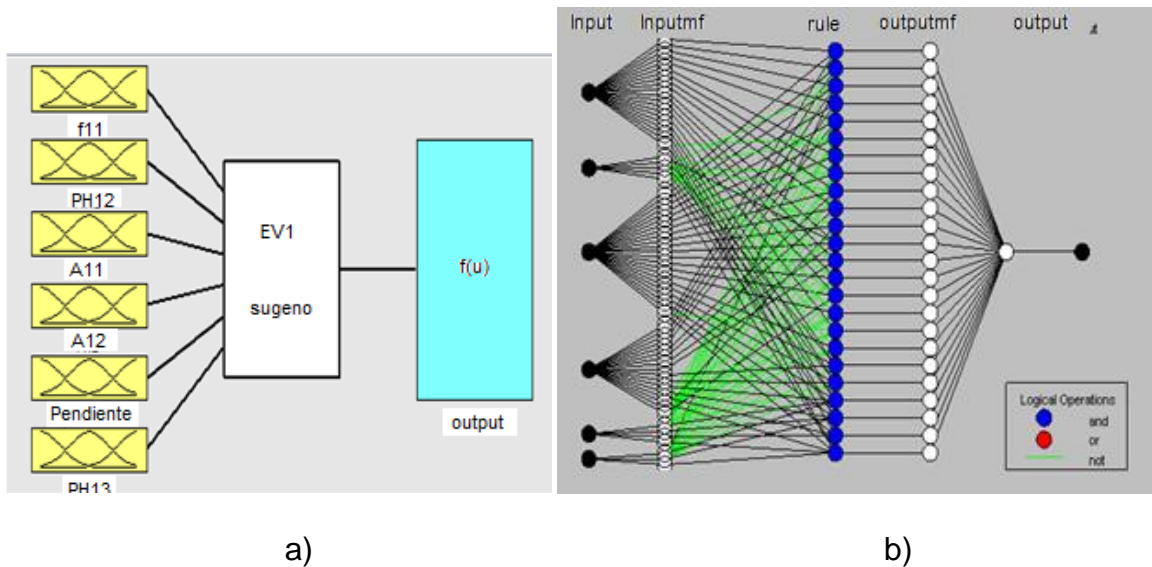 f11
PH12
A11
A12
Pendiente
PH13
EV1
sugeno
f(u)
output
a)
Input Inputmf rule outputmf output
Logical Operations
and
or
not
b)